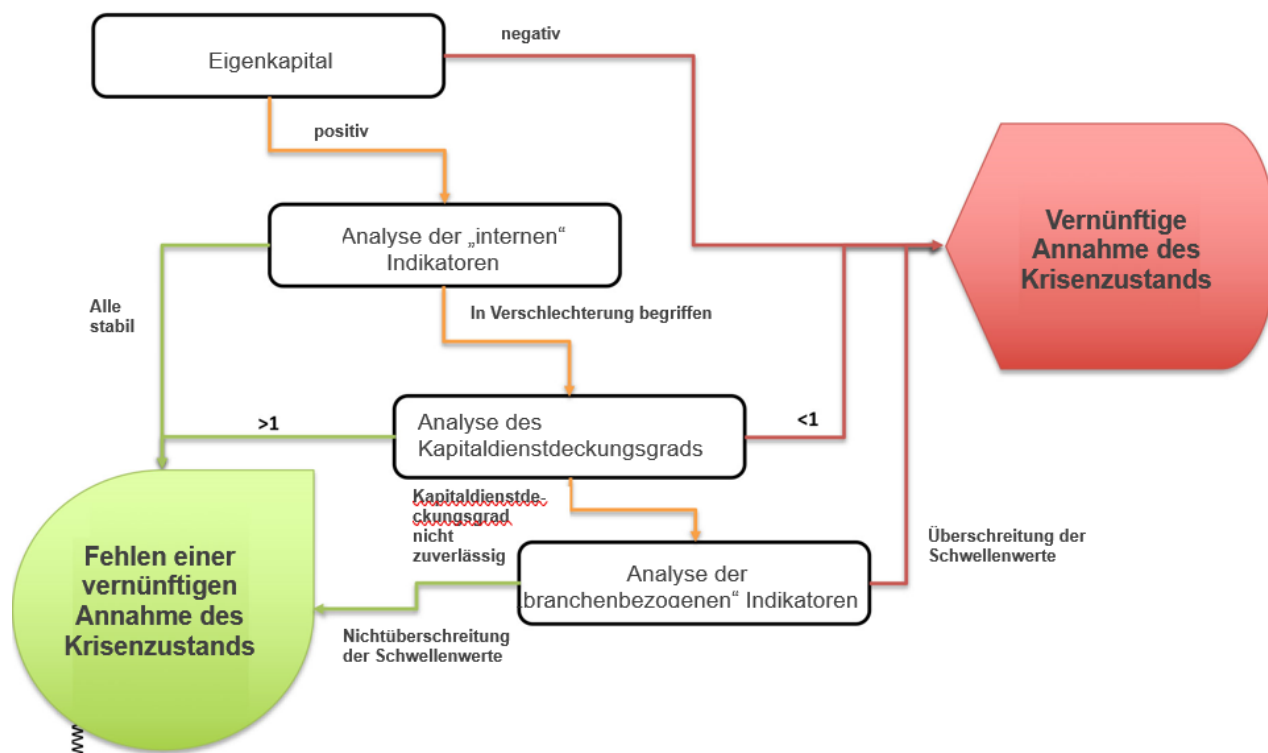 negativ
Eigenkapital
positiv
Analyse der „internen“
Indikatoren
Vernünftige
Annahme des
Krisenzustands
Alle
stabil
In Verschlechterung begriffen
>1
Analyse des
Kapitaldienstdeckungsgrads
<1
Kapitaldienstde-
ckungsgrad
nicht
zuverlässig
Überschreitung der
Schwellenwerte
Fehlen einer
vernünftigen
Annahme des
Krisenzustands
Analyse der
„branchenbezogenen“ Indikatoren
Nichtüberschreitung
der Schwellenwerte